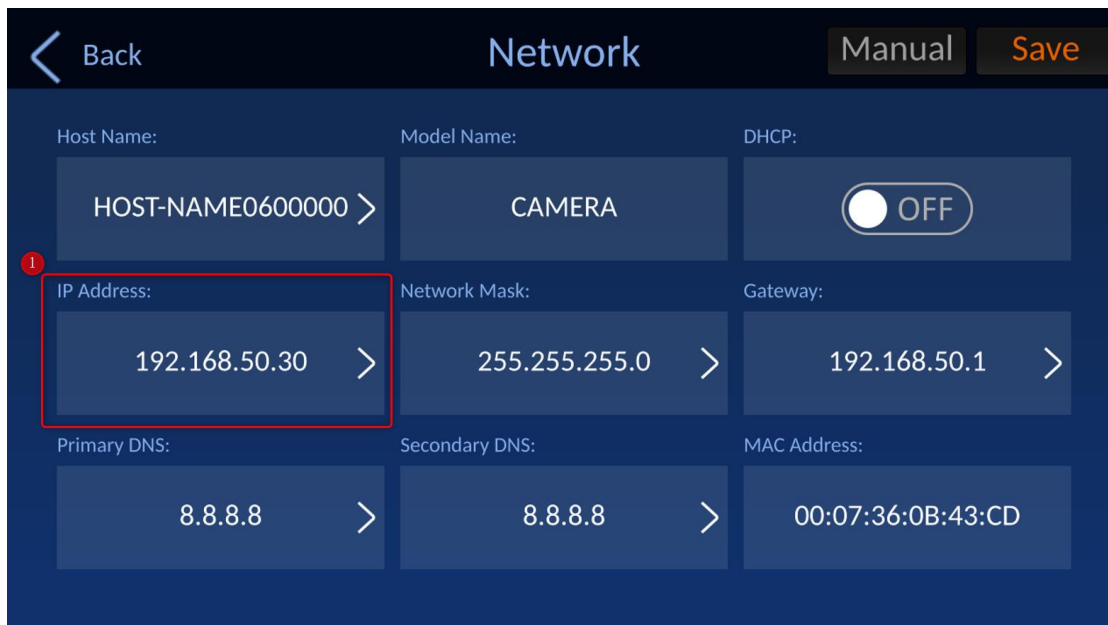 Back
Network
Manual
Save
Host Name:
Model Name:
DHCP:
HOST-NAME0600000
CAMERA
OFF
1
IP Address:
Network Mask:
Gateway:
192.168.50.30
255.255.255.0
192.168.50.1
Primary DNS:
Secondary DNS:
MAC Address:
8.8.8.8
8.8.8.8
00:07:36:0B:43:CD